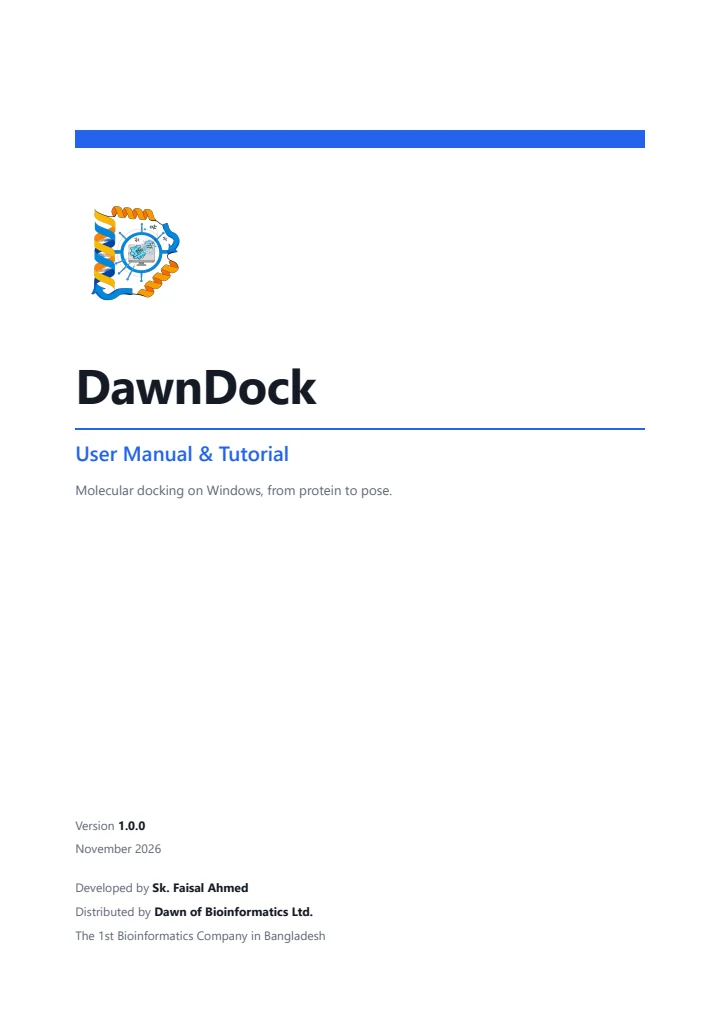 DawnDock
User Manual & Tutorial
Molecular docking on Windows, from protein to pose.
Version 1.0.0
November 2026
Developed by Sk. Faisal Ahmed
Distributed by Dawn of Bioinformatics Ltd.
The 1st Bioinformatics Company in Bangladesh